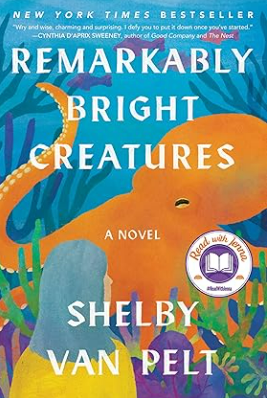 NEW YORK TIMES BESTSELLER
REMARKABLY
"Wry and wise, charming and surprising, I defy you to put it down once you've started."
—CYNTHIA D'APRIX SWEENEY, author of Good Company and The Nest
BRIGHT
CREATURES
A NOVEL
Read with Jenna
#ReadWithJenna
SHELBY
VAN PELT